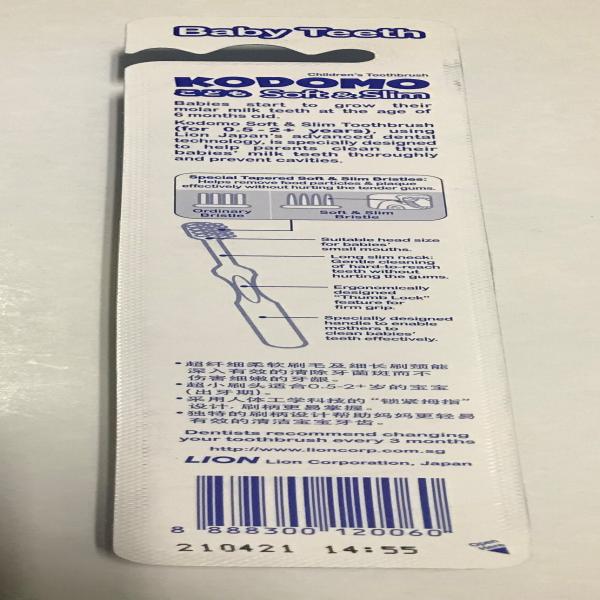 Baby Teeth
Children's Toothbrush
KODOMO
Soft & Slim
Babies start to grow their
molar milk teeth at the age of
6 months old.
Kodomo Soft & Slim Toothbrush
(for 0.5-2+ years), using
Lion Japan's advanced dental
technology, is specially designed
to help parents clean their
babies' milk teeth thoroughly
and prevent cavities.
Special Tapered Soft & Slim Bristles:
Helps remove food particles & plaque
effectively without hurting the tender gums.
Ordinary
Bristle
Soft & Slim
Bristle
Suitable head size
for babies'
small mouths.
Long slim neck:
Gentle cleaning
of hard-to-reach
teeth without
hurting the gums.
Ergonomically
designed
"Thumb Lock"
feature for
firm grip.
Specially designed
handle to enable
mothers to
clean babies'
teeth effectively.
• 超纤细柔软刷毛及细长刷颈能
深入有效的清除牙菌斑而不
伤害细嫩的牙龈。
• 超小刷头适合0.5-2+岁的宝宝
(出牙期)。
• 采用人体工学科技的"锁紧拇指"
设计，刷柄更易掌握。
• 独特的刷柄设计帮助妈妈更轻易
有效的清洁宝宝牙齿。
Dentists recommend changing
your toothbrush every 3 months
http://www.lioncorp.com.sg
LION Lion Corporation, Japan
8 888300 120060
210421 14:55